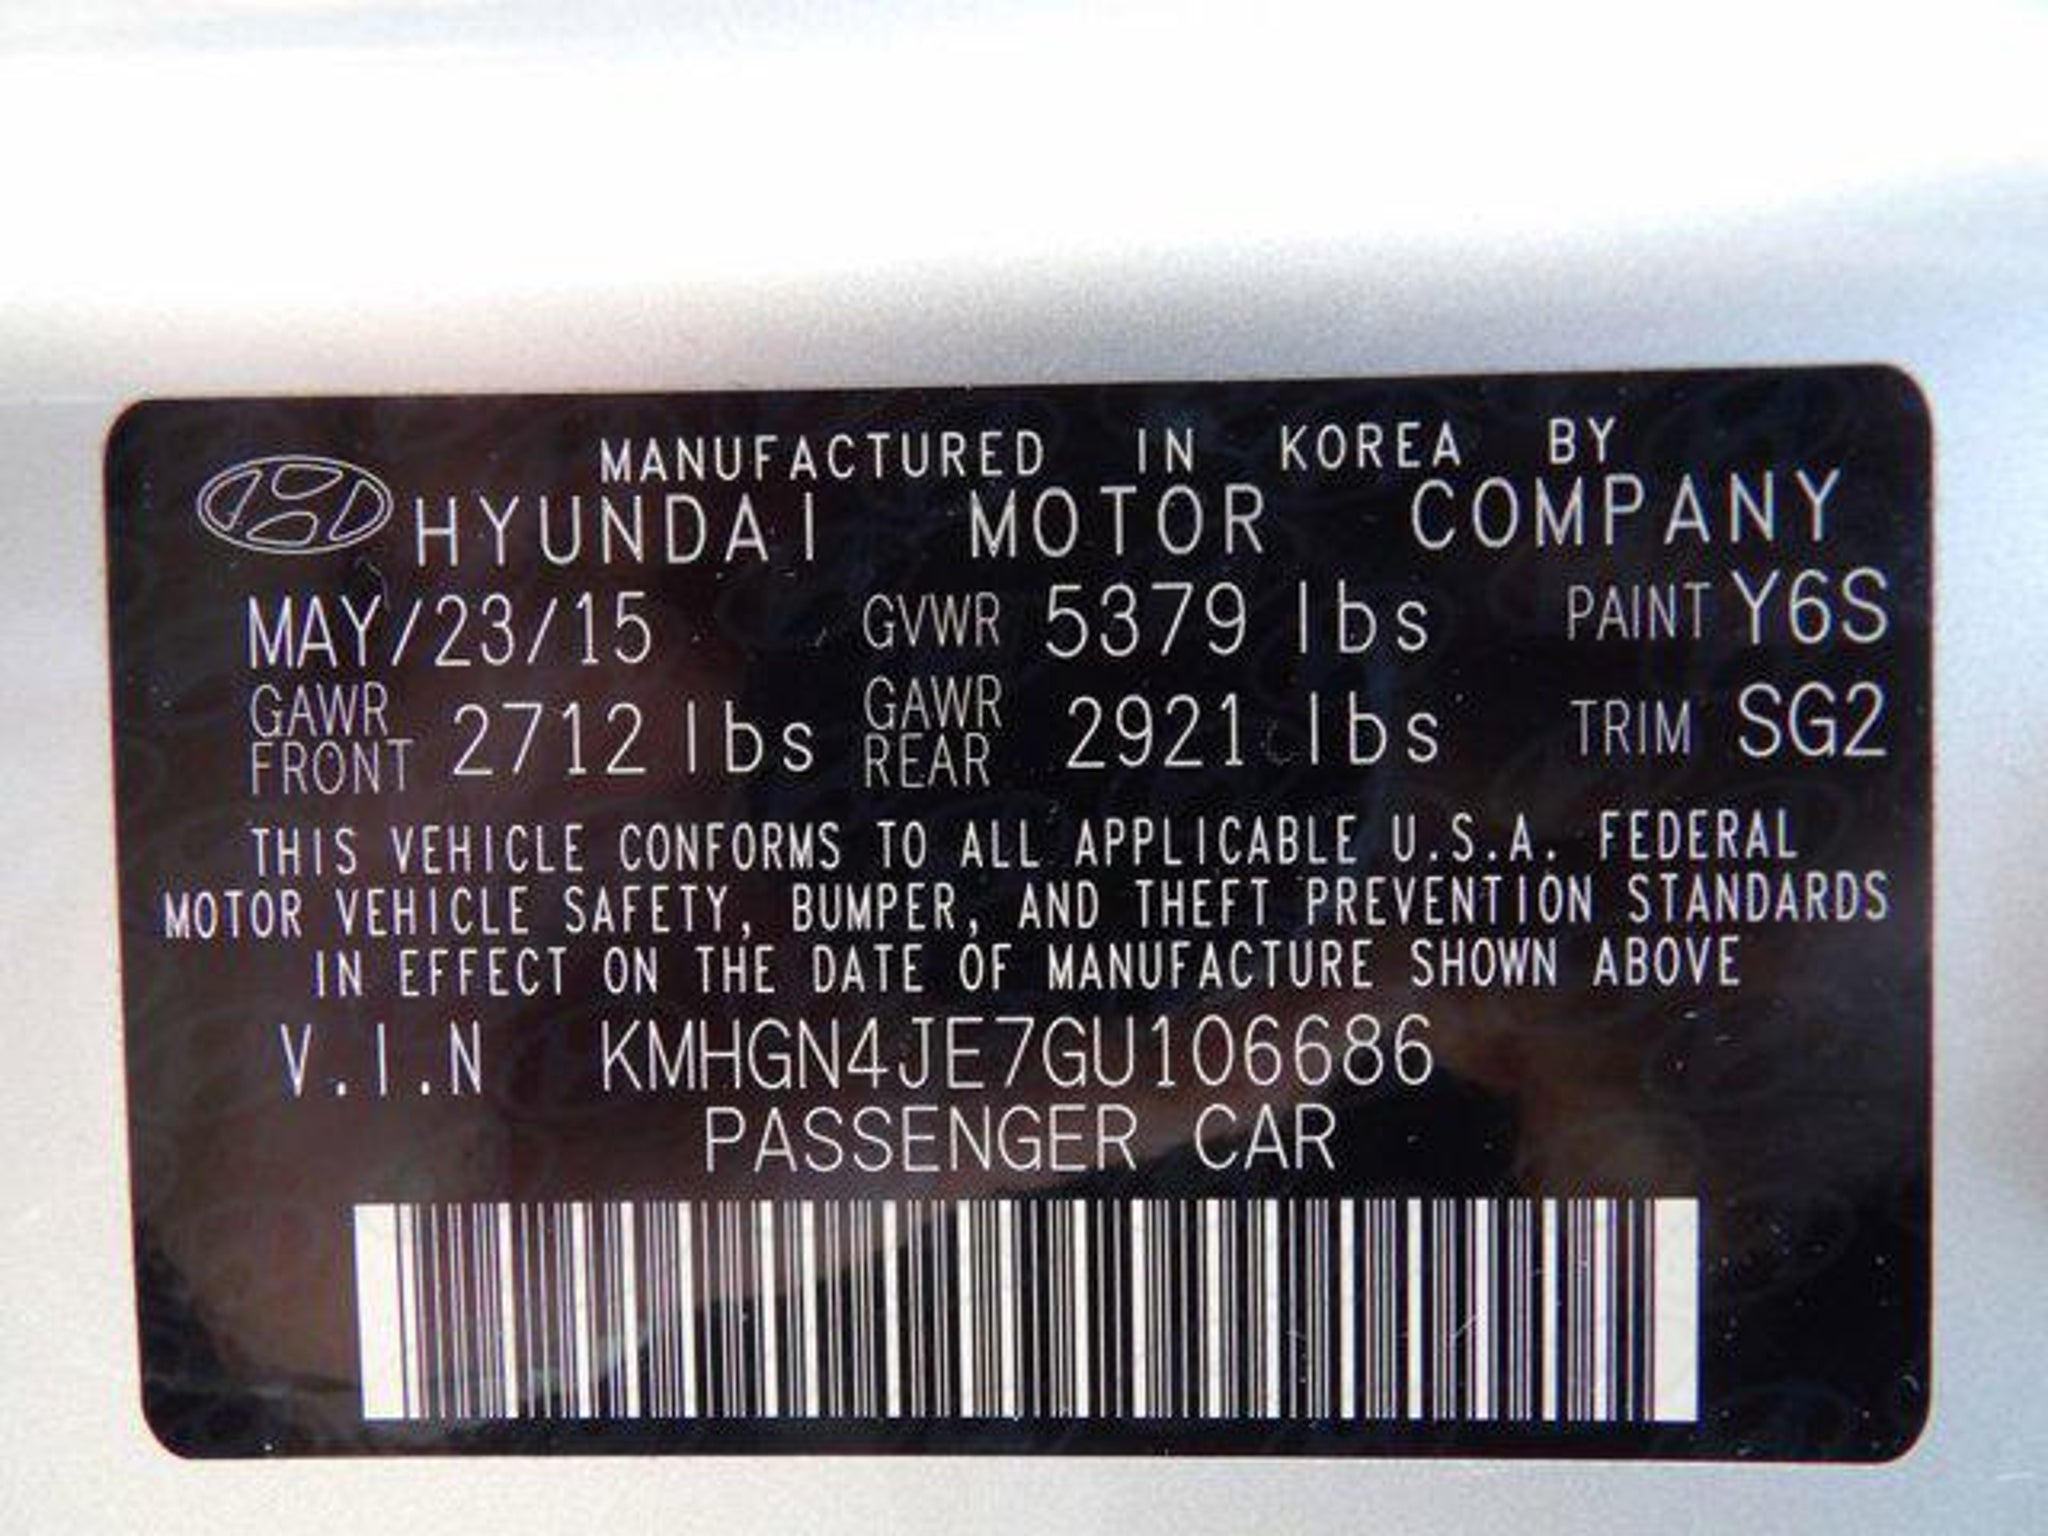 MANUFACTURED IN KOREA BY
HYUNDAI MOTOR COMPANY
MAY/23/15 GVWR 5379 lbs PAINT Y6S
GAWR FRONT 2712 lbs GAWR REAR 2921 lbs TRIM SG2
THIS VEHICLE CONFORMS TO ALL APPLICABLE U.S.A. FEDERAL
MOTOR VEHICLE SAFETY, BUMPER, AND THEFT PREVENTION STANDARDS
IN EFFECT ON THE DATE OF MANUFACTURE SHOWN ABOVE
V.I.N KMHGN4JE7GU106686
PASSENGER CAR